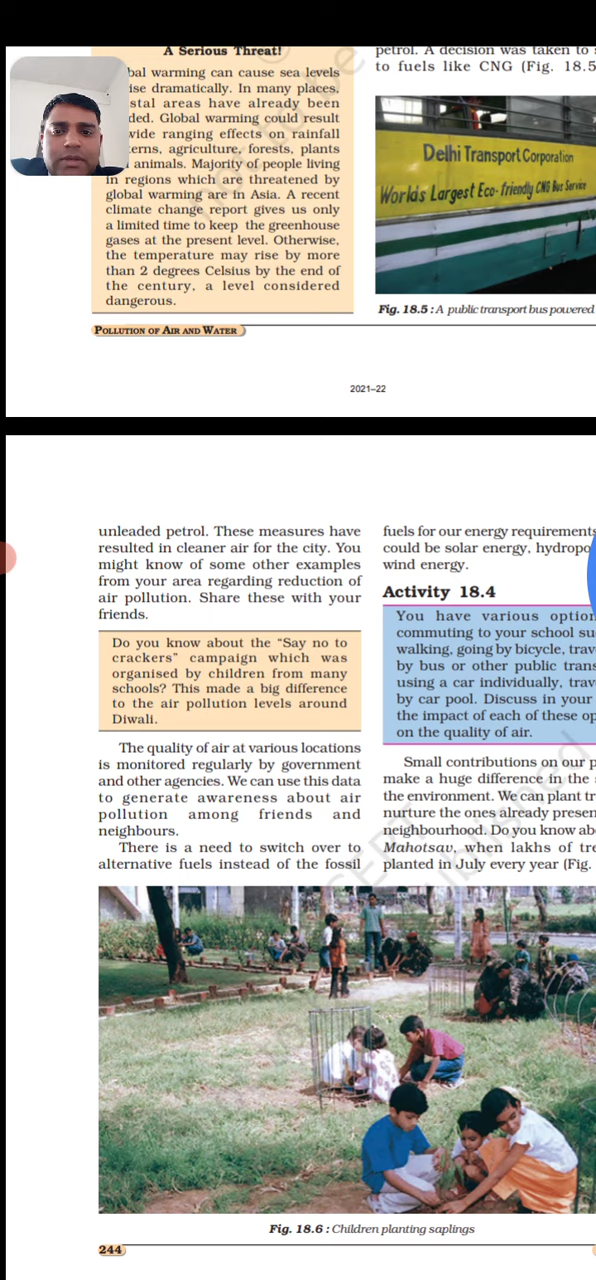 A Serious Threat!
bal warming can cause sea levels
ise dramatically. In many places,
stal areas have already been
ded. Global warming could result
wide ranging effects on rainfall
terns, agriculture, forests, plants
animals. Majority of people living
in regions which are threatened by
global warming are in Asia. A recent
climate change report gives us only
a limited time to keep the greenhouse
gases at the present level. Otherwise,
the temperature may rise by more
than 2 degrees Celsius by the end of
the century, a level considered
dangerous.
petrol. A decision was taken to
to fuels like CNG (Fig. 18.5
Delhi Transport Corporation
Worlds Largest Eco-friendly CNG Bus Service
Fig. 18.5 : A public transport bus powered
POLLUTION OF AIR AND WATER
2021–22
unleaded petrol. These measures have
resulted in cleaner air for the city. You
might know of some other examples
from your area regarding reduction of
air pollution. Share these with your
friends.
Do you know about the “Say no to
crackers” campaign which was
organised by children from many
schools? This made a big difference
to the air pollution levels around
Diwali.
The quality of air at various locations
is monitored regularly by government
and other agencies. We can use this data
to generate awareness about air
pollution among friends and
neighbours.
There is a need to switch over to
alternative fuels instead of the fossil
fuels for our energy requirements
could be solar energy, hydropo
wind energy.
Activity 18.4
You have various option
commuting to your school su
walking, going by bicycle, trav
by bus or other public trans
using a car individually, trav
by car pool. Discuss in your
the impact of each of these op
on the quality of air.
Small contributions on our p
make a huge difference in the
the environment. We can plant tr
nurture the ones already presen
neighbourhood. Do you know abo
Mahotsav, when lakhs of tre
planted in July every year (Fig.
Fig. 18.6 : Children planting saplings
244